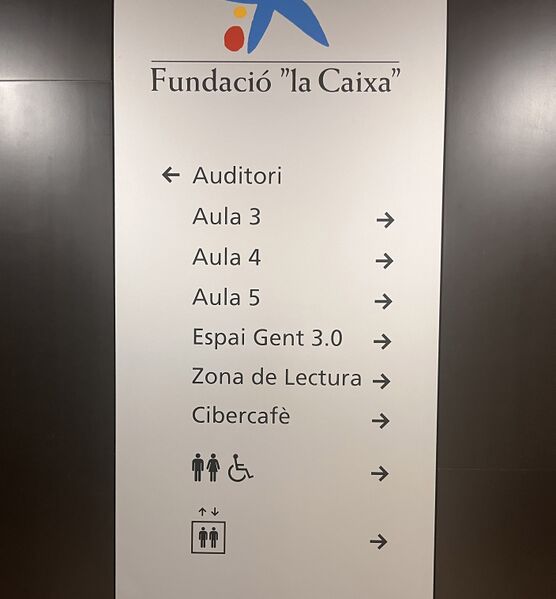 Fundació "la Caixa"
← Auditori
Aula 3 →
Aula 4 →
Aula 5 →
Espai Gent 3.0 →
Zona de Lectura →
Cibercafè →